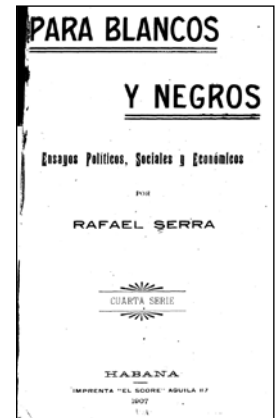 PARA BLANCOS
Y NEGROS
Ensayos Políticos, Sociales y Económicos
POR
RAFAEL SERRA
CUARTA SERIE
HABANA
IMPRENTA "EL SCORE" AGUILA 117
1907